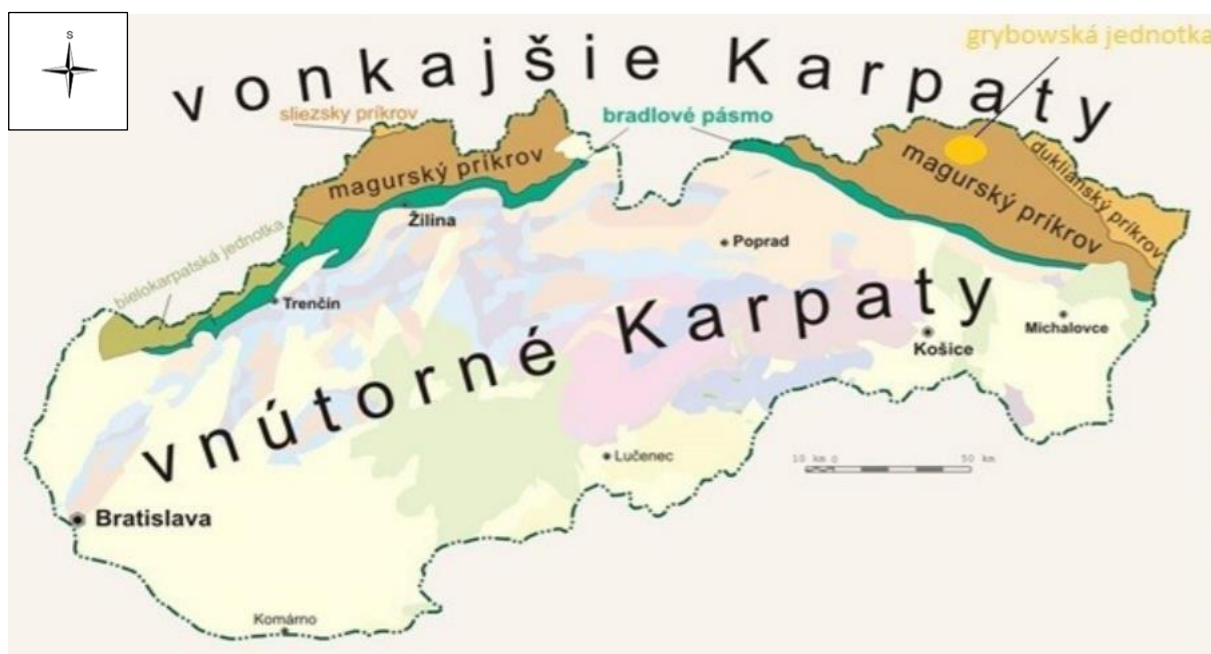 S
grybowská jednotka
vonkajšie Karpaty
sliezsky príkrov
bradlové pásmo
magurský príkrov
magurský príkrov
dukliansky príkrov
Žilina
bielokarpatská jednotka
Poprad
Trenčín
vnútorné Karpaty
Michalovce
Košice
Lučenec
10 km 0 50 km
Bratislava
Komárno